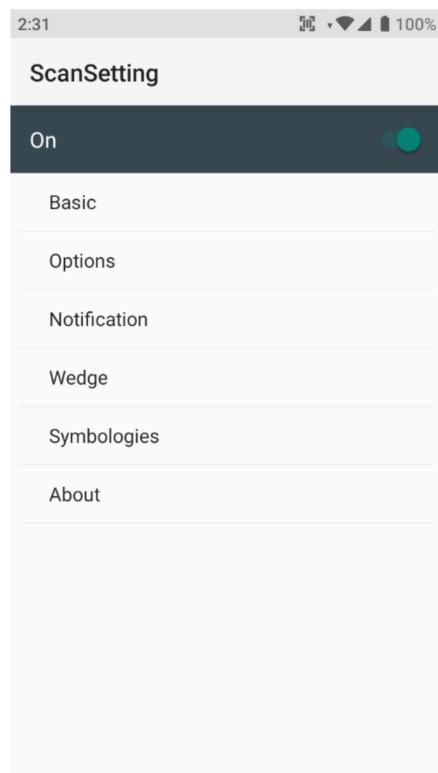 2:31 100%
ScanSetting
On
Basic
Options
Notification
Wedge
Symbologies
About